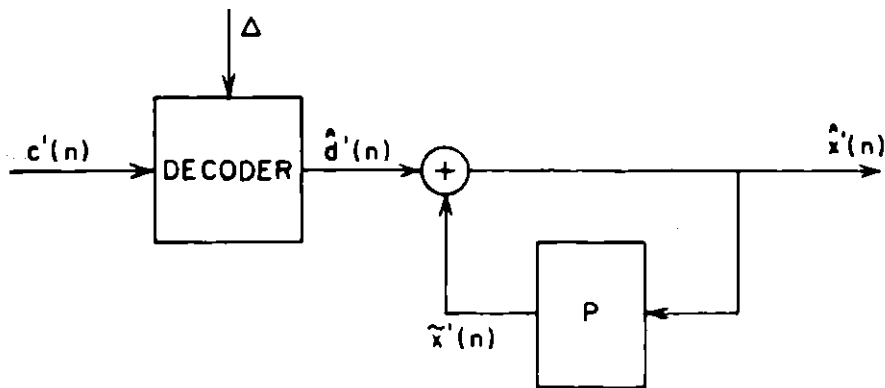 Δ
c'(n)
DECODER
d̂'(n)
+
x̂'(n)
P
x̃'(n)